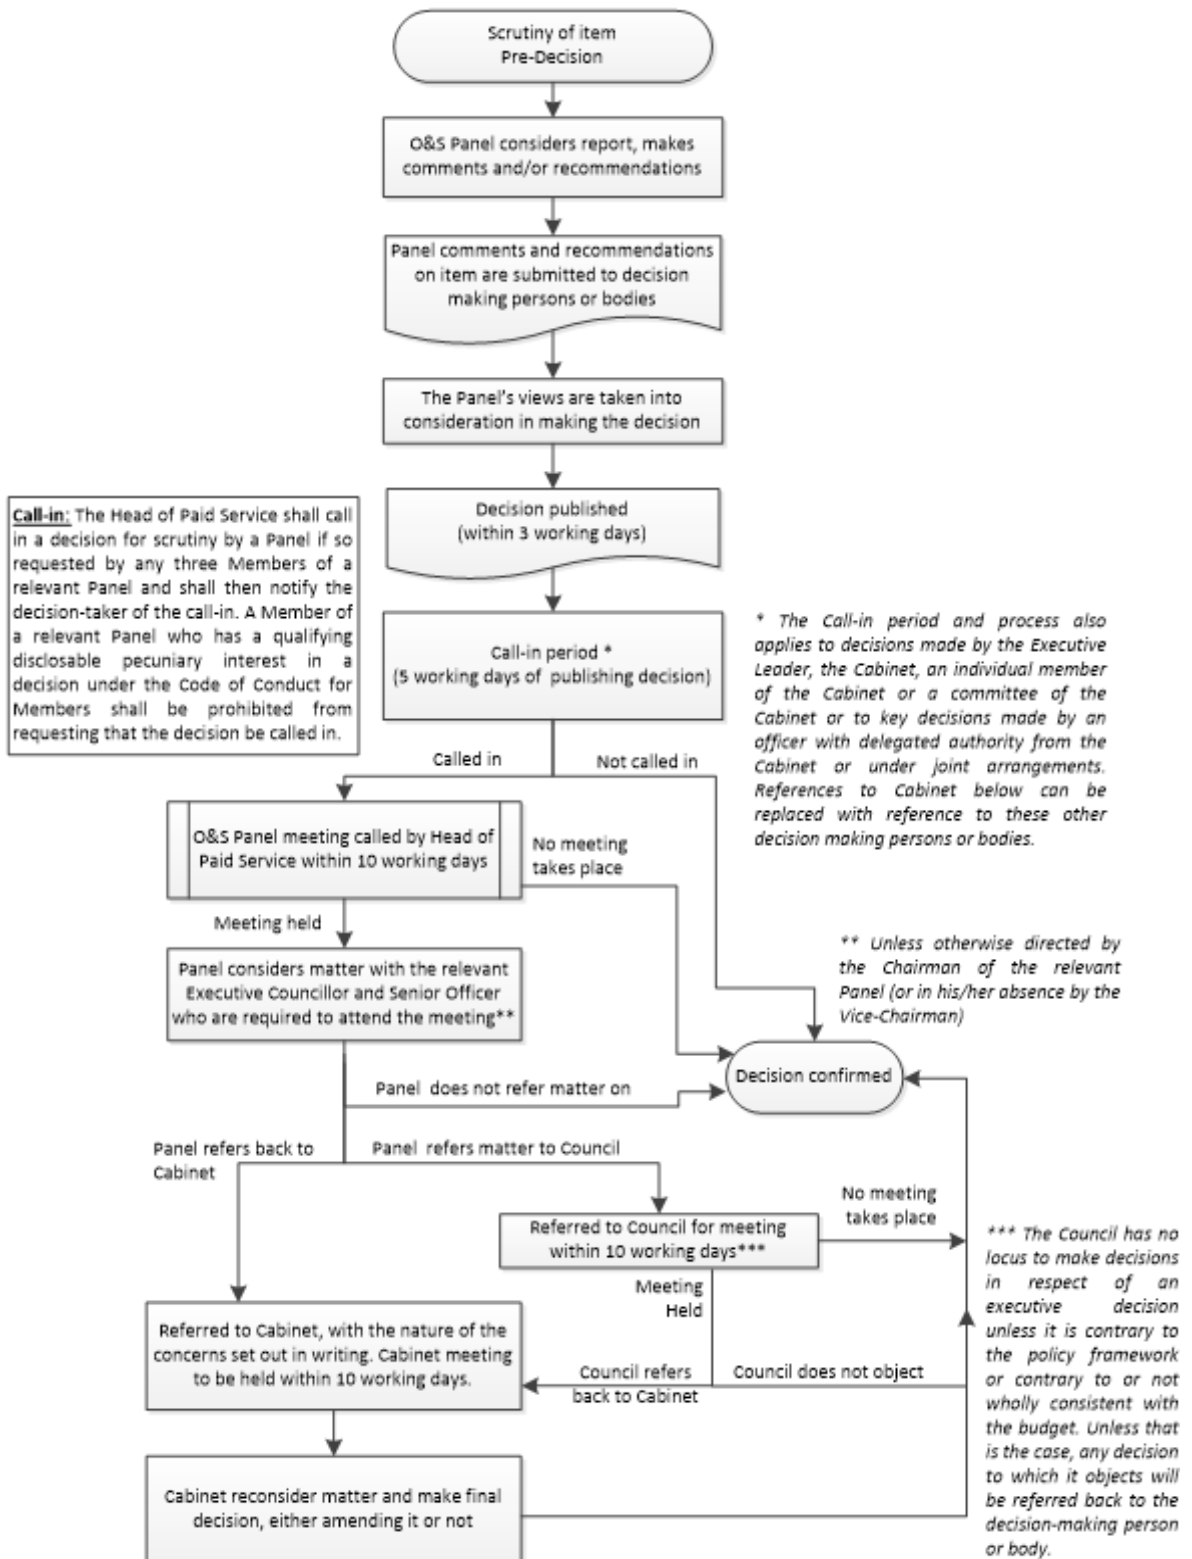 Scrutiny of item
Pre-Decision
O&S Panel considers report, makes
comments and/or recommendations
Panel comments and recommendations
on item are submitted to decision
making persons or bodies
The Panel's views are taken into
consideration in making the decision
Decision published
(within 3 working days)
Call-in: The Head of Paid Service shall call
in a decision for scrutiny by a Panel if so
requested by any three Members of a
relevant Panel and shall then notify the
decision-taker of the call-in. A Member of
a relevant Panel who has a qualifying
disclosable pecuniary interest in a
decision under the Code of Conduct for
Members shall be prohibited from
requesting that the decision be called in.
Call-in period *
(5 working days of publishing decision)
* The Call-in period and process also
applies to decisions made by the Executive
Leader, the Cabinet, an individual member
of the Cabinet or a committee of the
Cabinet or to key decisions made by an
officer with delegated authority from the
Cabinet or under joint arrangements.
References to Cabinet below can be
replaced with reference to these other
decision making persons or bodies.
Called in
Not called in
O&S Panel meeting called by Head of
Paid Service within 10 working days
No meeting
takes place
Meeting held
Panel considers matter with the relevant
Executive Councillor and Senior Officer
who are required to attend the meeting**
** Unless otherwise directed by
the Chairman of the relevant
Panel (or in his/her absence by the
Vice-Chairman)
Decision confirmed
Panel does not refer matter on
Panel refers back to
Cabinet
Panel refers matter to Council
No meeting
takes place
Referred to Council for meeting
within 10 working days***
Meeting
Held
*** The Council has no
locus to make decisions
in respect of an
executive decision
unless it is contrary to
the policy framework
or contrary to or not
wholly consistent with
the budget. Unless that
is the case, any decision
to which it objects will
be referred back to the
decision-making person
or body.
Referred to Cabinet, with the nature of the
concerns set out in writing. Cabinet meeting
to be held within 10 working days.
Council refers
back to Cabinet
Council does not object
Cabinet reconsider matter and make final
decision, either amending it or not